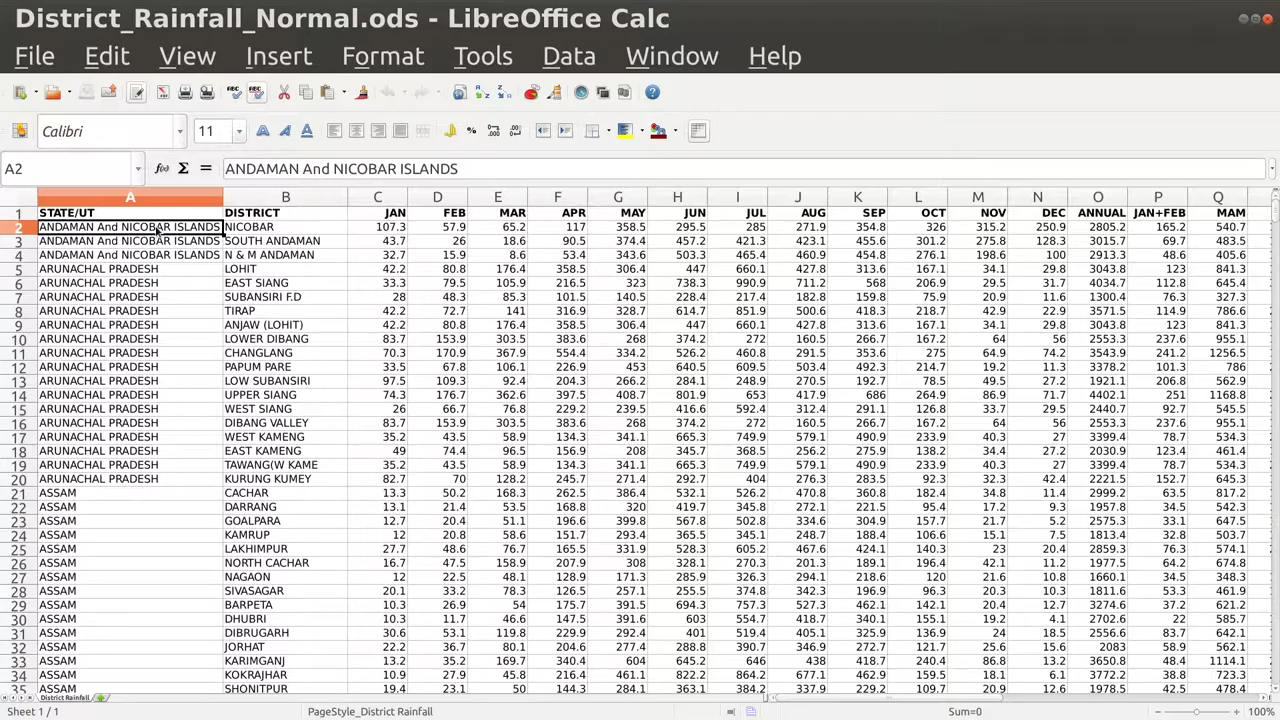 District_Rainfall_Normal.ods - LibreOffice Calc
File Edit View Insert Format Tools Data Window Help
Calibri 11
A2 ANDAMAN And NICOBAR ISLANDS
A B C D E F G H I J K L M N O P Q
1 STATE/UT DISTRICT JAN FEB MAR APR MAY JUN JUL AUG SEP OCT NOV DEC ANNUAL JAN+FEB MAM
2 ANDAMAN And NICOBAR ISLANDS NICOBAR 107.3 57.9 65.2 117 358.5 295.5 285 271.9 354.8 326 315.2 250.9 2805.2 165.2 540.7
3 ANDAMAN And NICOBAR ISLANDS SOUTH ANDAMAN 43.7 26 18.6 90.5 374.4 457.2 421.3 423.1 455.6 301.2 275.8 128.3 3015.7 69.7 483.5
4 ANDAMAN And NICOBAR ISLANDS N & M ANDAMAN 32.7 15.9 8.6 53.4 343.6 503.3 465.4 460.9 454.8 276.1 198.6 100 2913.3 48.6 405.6
5 ARUNACHAL PRADESH LOHIT 42.2 80.8 176.4 358.5 306.4 447 660.1 427.8 313.6 167.1 34.1 29.8 3043.8 123 841.3
6 ARUNACHAL PRADESH EAST SIANG 33.3 79.5 105.9 216.5 323 738.3 990.9 711.2 568 206.9 29.5 31.7 4034.7 112.8 645.4
7 ARUNACHAL PRADESH SUBANSIRI F.D 28 48.3 85.3 101.5 140.5 228.4 217.4 182.8 159.8 75.9 20.9 11.6 1300.4 76.3 327.3
8 ARUNACHAL PRADESH TIRAP 42.2 72.7 141 316.9 328.7 614.7 851.9 500.6 418.3 218.7 42.9 22.9 3571.5 114.9 786.6
9 ARUNACHAL PRADESH ANJAW (LOHIT) 42.2 80.8 176.4 358.5 306.4 447 660.1 427.8 313.6 167.1 34.1 29.8 3043.8 123 841.3
10 ARUNACHAL PRADESH LOWER DIBANG 83.7 153.9 303.5 383.6 268 374.2 272 160.5 266.7 167.2 64 56 2553.3 237.6 955.1
11 ARUNACHAL PRADESH CHANGLANG 70.3 170.9 367.9 554.4 334.2 526.2 460.8 291.5 353.6 275 64.9 74.2 3543.9 241.2 1256.5
12 ARUNACHAL PRADESH PAPUM PARE 33.5 67.8 106.1 226.9 453 640.5 609.5 503.4 492.3 214.7 19.2 11.3 3378.2 101.3 786
13 ARUNACHAL PRADESH LOW SUBANSIRI 97.5 109.3 92.4 204.3 266.2 284.1 248.9 270.5 192.7 78.5 49.5 27.2 1921.1 206.8 562.9
14 ARUNACHAL PRADESH UPPER SIANG 74.3 176.7 362.6 397.5 408.7 801.9 653 417.9 686 264.9 86.9 71.7 4402.1 251 1168.8
15 ARUNACHAL PRADESH WEST SIANG 26 66.7 76.8 229.2 239.5 416.6 592.4 312.4 291.1 126.8 33.7 29.5 2440.7 92.7 545.5
16 ARUNACHAL PRADESH DIBANG VALLEY 83.7 153.9 303.5 383.6 268 374.2 272 160.5 266.7 167.2 64 56 2553.3 237.6 955.1
17 ARUNACHAL PRADESH WEST KAMENG 35.2 43.5 58.9 134.3 341.1 665.3 749.9 579.1 490.9 233.9 40.3 27 3399.4 78.7 534.3
18 ARUNACHAL PRADESH EAST KAMENG 49 74.4 96.5 156.9 208 345.7 368.5 256.2 275.9 138.2 34.4 27.2 2030.9 123.4 461.4
19 ARUNACHAL PRADESH TAWANG(W KAME 35.2 43.5 58.9 134.3 341.1 665.3 749.9 579.1 490.9 233.9 40.3 27 3399.4 78.7 534.3
20 ARUNACHAL PRADESH KURUNG KUMEY 82.7 70 128.2 245.4 271.7 292.7 404 276.3 283.5 92.3 32.3 42.4 2221.5 152.7 645.3
21 ASSAM CACHAR 13.3 50.2 168.3 262.5 386.4 532.1 526.2 470.8 360.8 182.4 34.8 11.4 2999.2 63.5 817.2
22 ASSAM DARRANG 13.1 21.4 53.5 168.8 320 419.7 345.8 272.1 221.5 95.4 17.2 9.3 1957.8 34.5 542.3
23 ASSAM GOALPARA 12.7 20.4 51.1 196.6 399.8 567.8 502.8 334.6 304.9 157.7 21.7 5.2 2575.3 33.1 647.5
24 ASSAM KAMRUP 12 20.8 58.6 151.7 293.4 365.5 345.1 248.7 188.4 106.6 15.1 7.5 1813.4 32.8 503.7
25 ASSAM LAKHIMPUR 27.7 48.6 76.7 165.5 331.9 528.3 605.2 467.6 424.1 140.3 23 20.4 2859.3 76.3 574.1
26 ASSAM NORTH CACHAR 16.7 47.5 158.9 207.9 308 328.1 270.3 201.3 189.1 196.4 42.1 11.2 1977.5 64.2 674.8
27 ASSAM NAGAON 12 22.5 48.1 128.9 171.3 285.9 326.3 294.1 218.6 120 21.6 10.8 1660.1 34.5 348.3
28 ASSAM SIVASAGAR 20.1 33.2 78.3 126.5 257.1 255.5 374.8 342.3 196.9 96.3 21 9.6 1811.6 53.3 461.9
29 ASSAM BARPETA 10.3 26.9 54 175.7 391.5 694.3 757.3 527.3 462.1 142.1 20.4 12.7 3274.6 37.2 621.2
30 ASSAM DHUBRI 10.3 11.7 46.6 147.5 391.6 603 554.7 418.7 340.1 155.1 19.2 4.1 2702.6 22 585.7
31 ASSAM DIBRUGARH 30.6 53.1 119.8 229.9 292.4 401 519.4 405.1 325.9 136.9 24 18.5 2556.6 83.7 642.1
32 ASSAM JORHAT 22.2 36.7 80.1 204.6 277.4 288.8 390.7 346.9 272.7 121.7 25.6 15.6 2083 58.9 562.1
33 ASSAM KARIMGANJ 13.2 35.2 169.7 340.4 604 645.2 646 438 418.7 240.4 86.8 13.2 3650.8 48.4 1114.1
34 ASSAM KOKRAJHAR 10.9 27.9 45.8 216.4 461.1 822.2 864.2 677.1 462.9 159.5 18.1 6.1 3772.2 38.8 723.3
35 ASSAM SHONITPUR 19.4 23.1 50 144.3 284.1 363.1 384.2 337.9 229.2 109.7 20.9 12.6 1978.5 42.5 478.4
District Rainfall
Sheet 1 / 1 PageStyle_District Rainfall Sum=0 100%